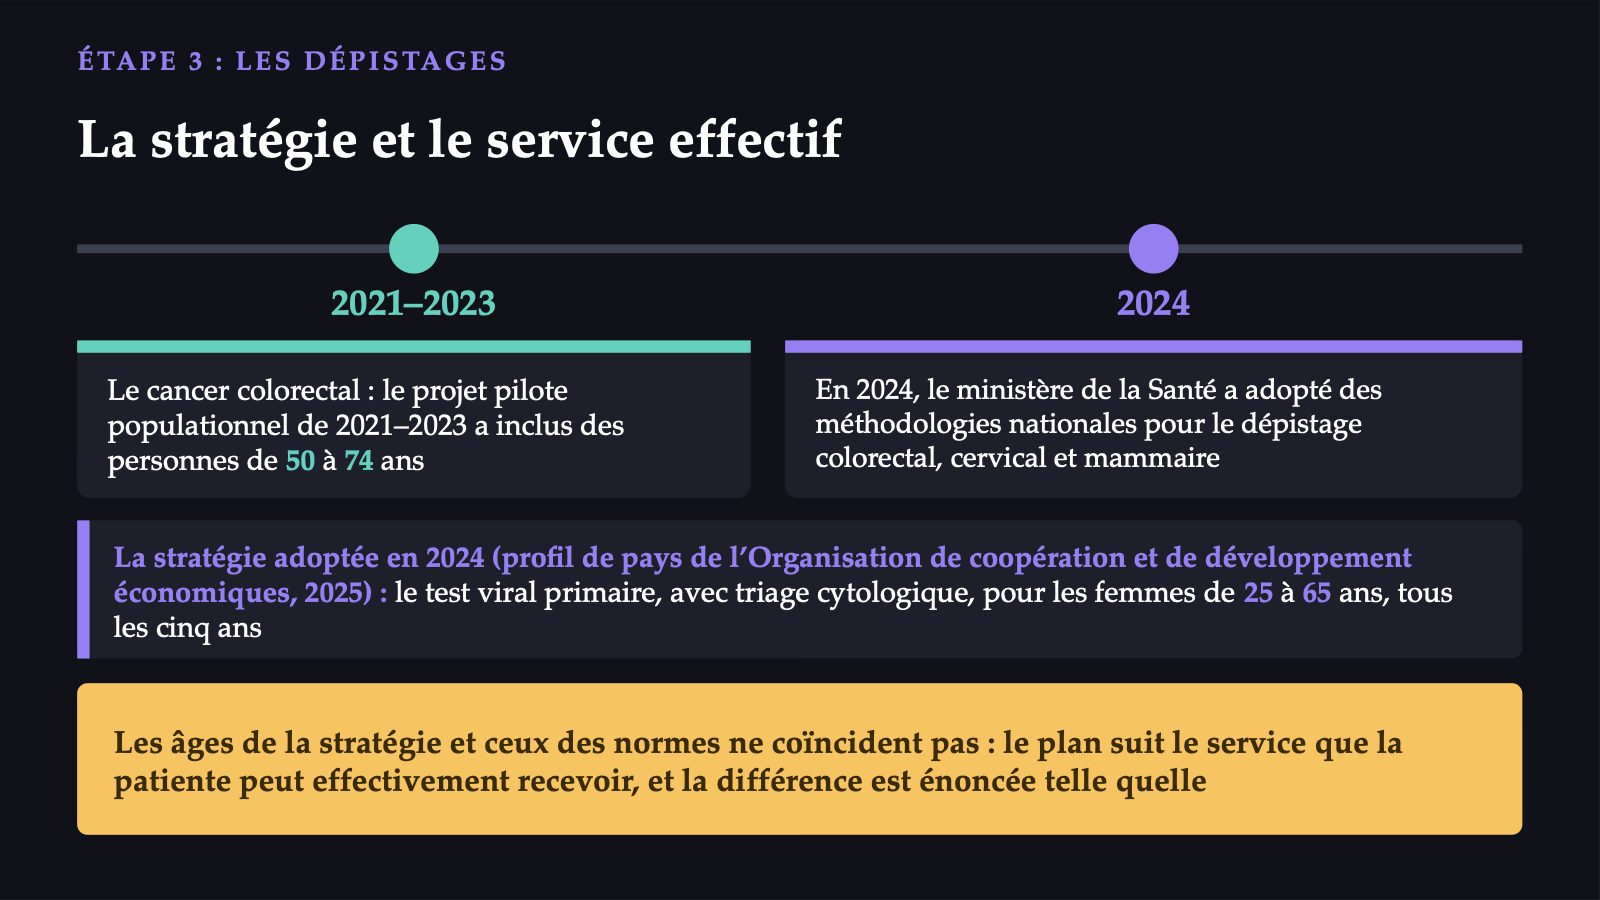 ÉTAPE 3 : LES DÉPISTAGES
La stratégie et le service effectif
2021–2023
Le cancer colorectal : le projet pilote
populationnel de 2021–2023 a inclus des
personnes de 50 à 74 ans
2024
En 2024, le ministère de la Santé a adopté des
méthodologies nationales pour le dépistage
colorectal, cervical et mammaire
La stratégie adoptée en 2024 (profil de pays de l’Organisation de coopération et de développement
économiques, 2025) : le test viral primaire, avec triage cytologique, pour les femmes de 25 à 65 ans, tous
les cinq ans
Les âges de la stratégie et ceux des normes ne coïncident pas : le plan suit le service que la
patiente peut effectivement recevoir, et la différence est énoncée telle quelle